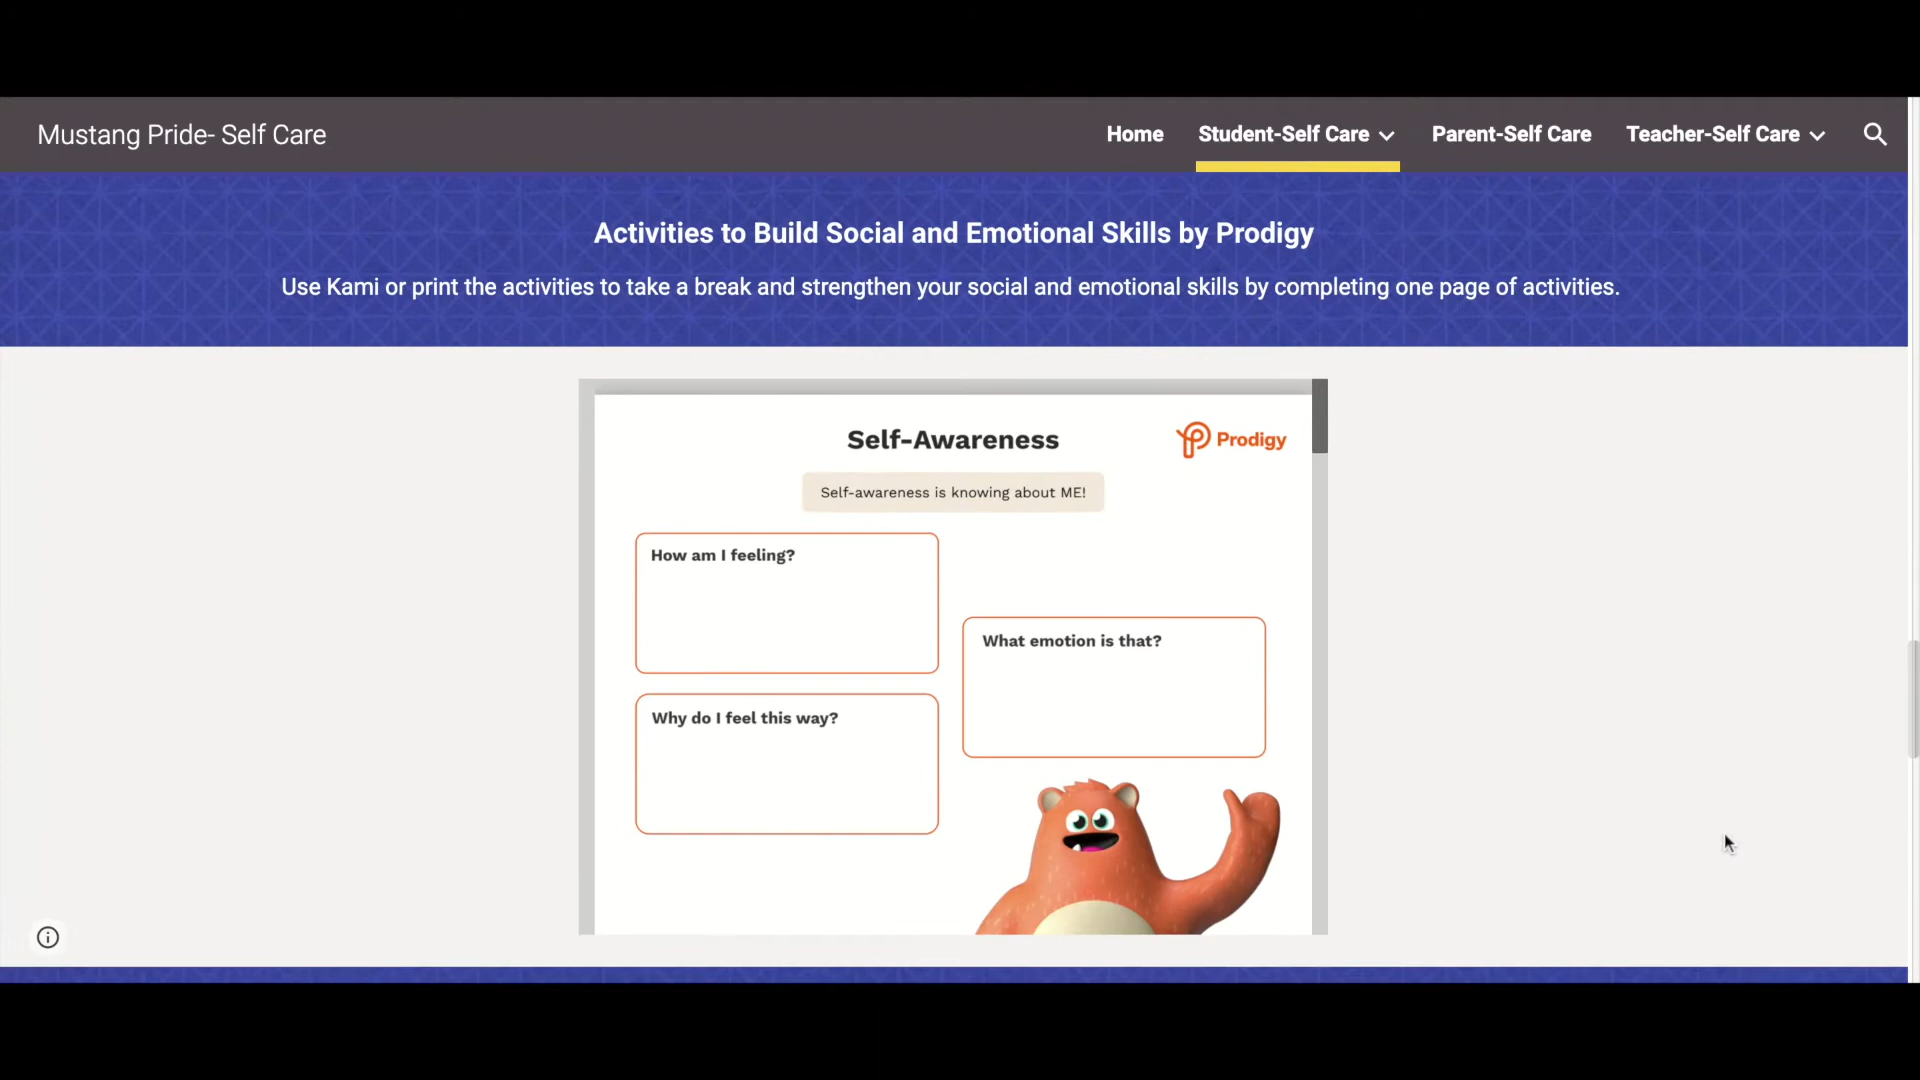 Mustang Pride- Self Care
Home
Student-Self Care
Parent-Self Care
Teacher-Self Care
Activities to Build Social and Emotional Skills by Prodigy
Use Kami or print the activities to take a break and strengthen your social and emotional skills by completing one page of activities.
Self-Awareness
Prodigy
Self-awareness is knowing about ME!
How am I feeling?
What emotion is that?
Why do I feel this way?